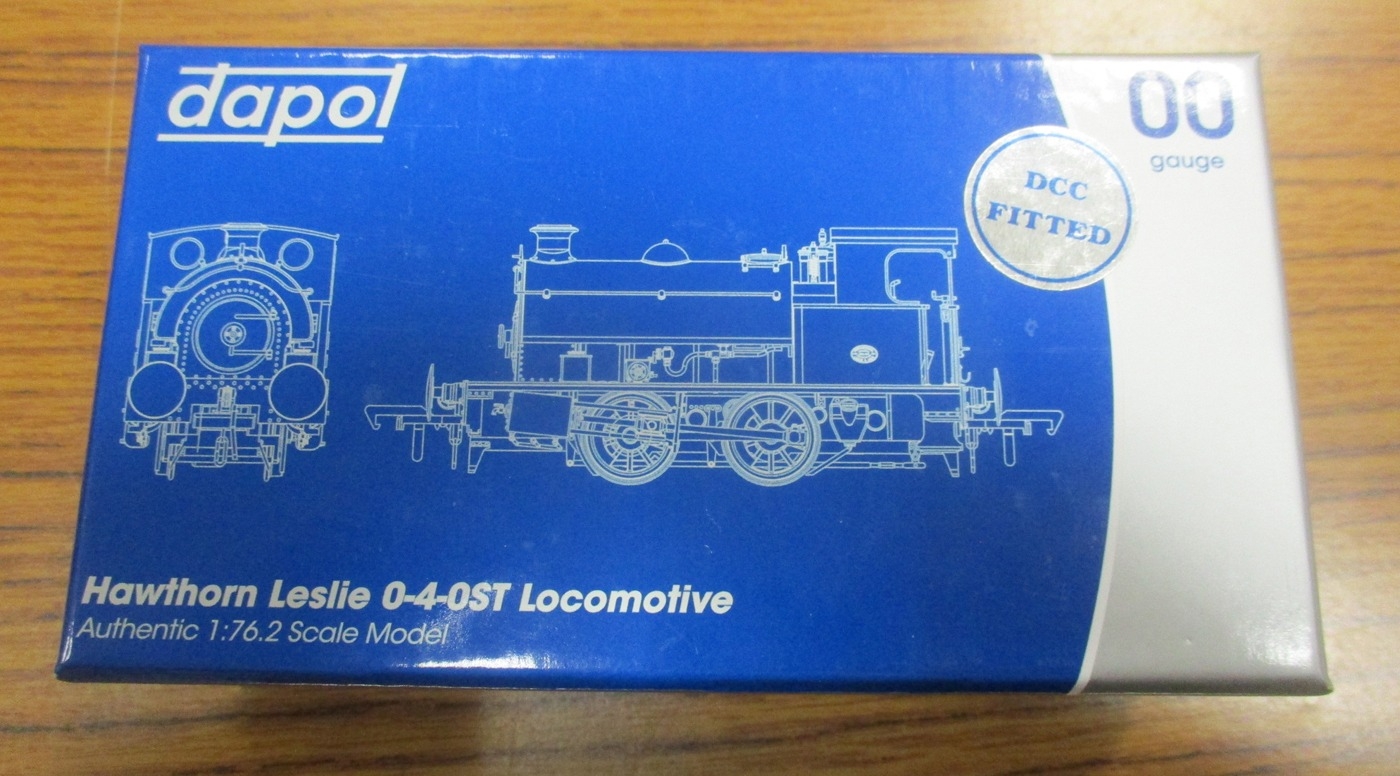 dapol
00
gauge
DCC
FITTED
Hawthorn Leslie 0-4-0ST Locomotive
Authentic 1:76.2 Scale Model